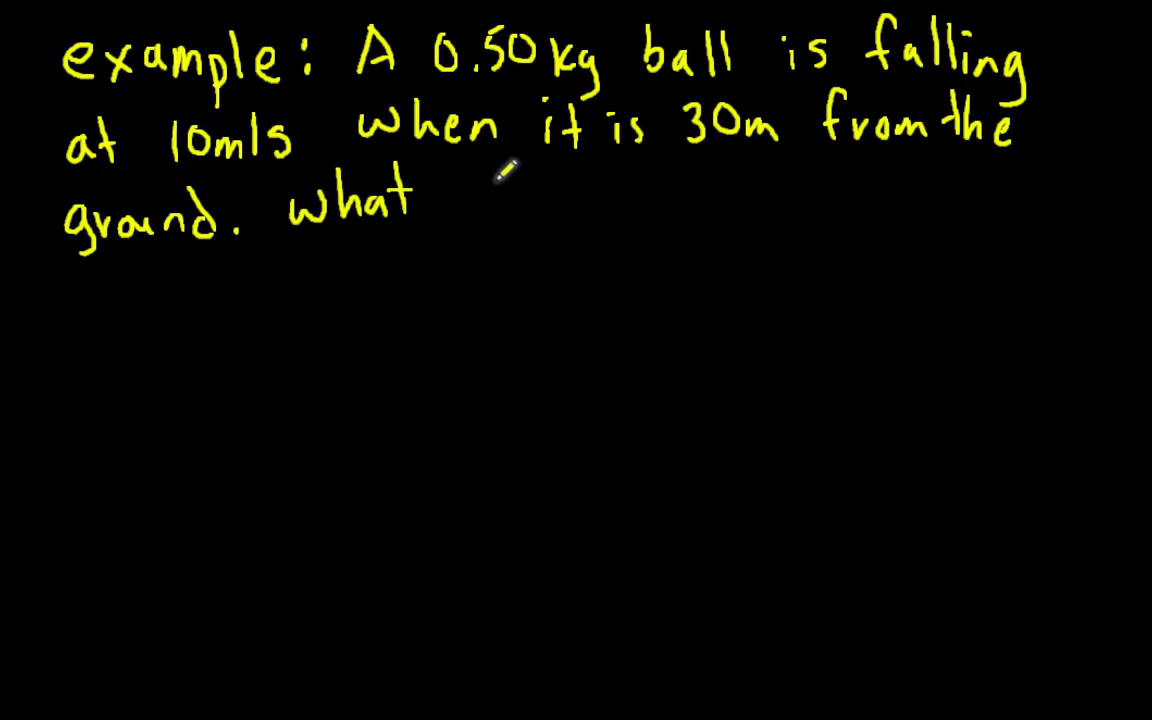 example: A 0.50kg ball is falling
at 10m/s when it is 30m from the
ground. what